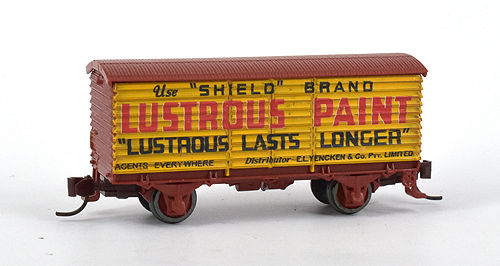 Use "SHIELD" BRAND
LUSTROUS PAINT
"LUSTROUS LASTS LONGER"
AGENTS EVERYWHERE Distributor - E.L.YENCKEN & Co. PTY. LIMITED